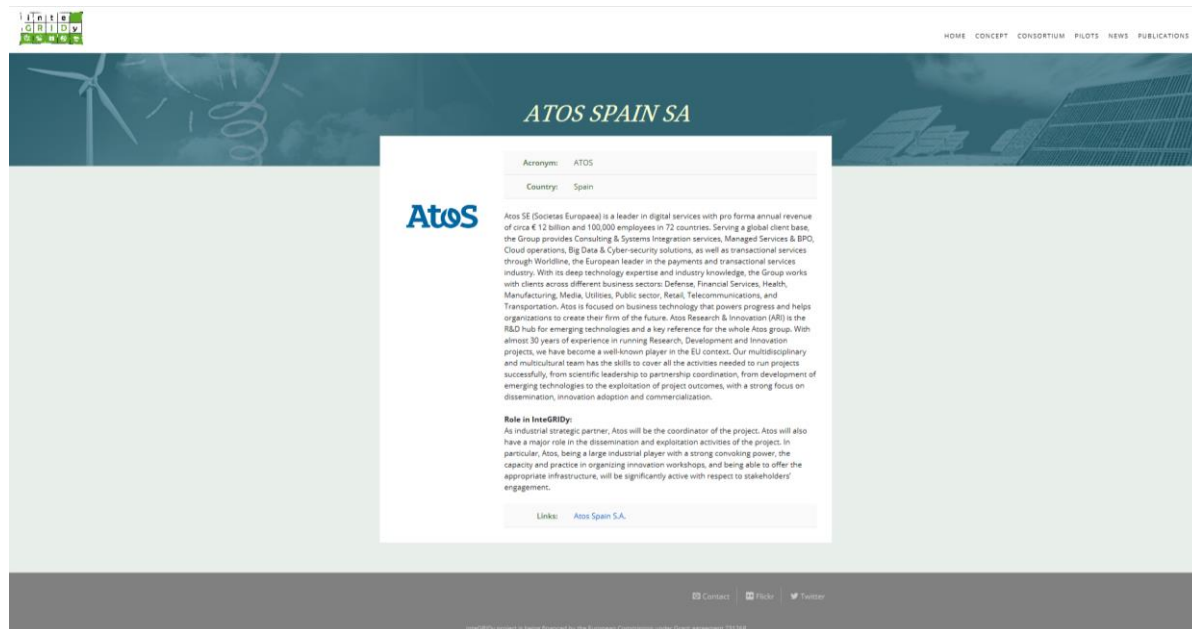 inte
GRIDy
HOME CONCEPT CONSORTIUM PILOTS NEWS PUBLICATIONS
ATOS SPAIN SA
Acronym: ATOS
Country: Spain
Atos
Atos SE (Societas Europaea) is a leader in digital services with pro forma annual revenue
of circa € 12 billion and 100,000 employees in 72 countries. Serving a global client base,
the Group provides Consulting & Systems Integration services, Managed Services & BPO,
Cloud operations, Big Data & Cyber-security solutions, as well as transactional services
through Worldline, the European leader in the payments and transactional services
industry. With its deep technology expertise and industry knowledge, the Group works
with clients across different business sectors: Defense, Financial Services, Health,
Manufacturing, Media, Utilities, Public sector, Retail, Telecommunications, and
Transportation. Atos is focused on business technology that powers progress and helps
organizations to create their firm of the future. Atos Research & Innovation (ARI) is the
R&D hub for emerging technologies and a key reference for the whole Atos group. With
almost 30 years of experience in running Research, Development and Innovation
projects, we have become a well-known player in the EU context. Our multidisciplinary
and multicultural team has the skills to cover all the activities needed to run projects
successfully, from scientific leadership to partnership coordination, from development of
emerging technologies to the exploitation of project outcomes, with a strong focus on
dissemination, innovation adoption and commercialization.
Role in InteGRIDy:
As industrial strategic partner, Atos will be the coordinator of the project. Atos will also
have a major role in the dissemination and exploitation activities of the project. In
particular, Atos, being a large industrial player with a strong convoking power, the
capacity and practice in organizing innovation workshops, and being able to offer the
appropriate infrastructure, will be significantly active with respect to stakeholders'
engagement.
Links: Atos Spain S.A.
Contact Flickr Twitter
InteGRIDy project is being financed by the European Commission under Grant agreement